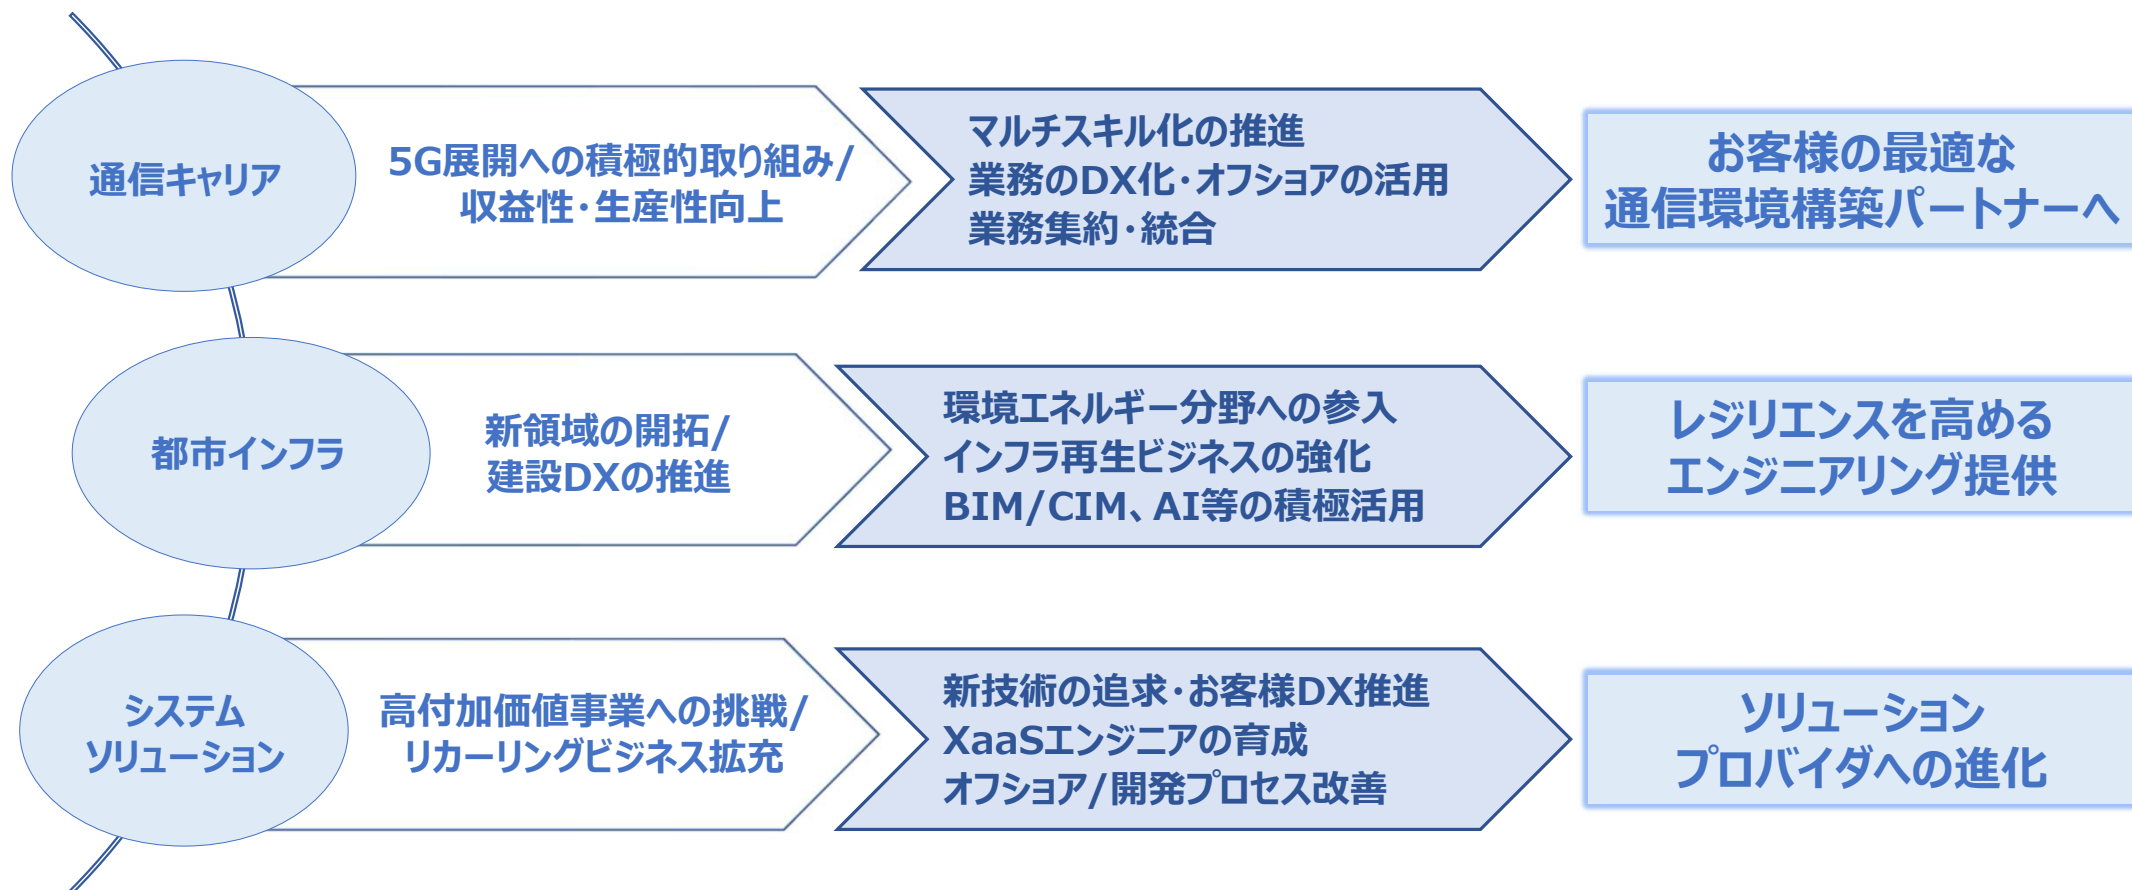 通信キャリア
5G展開への積極的取り組み/
収益性・生産性向上
マルチスキル化の推進
業務のDX化・オフショアの活用
業務集約・統合
お客様の最適な
通信環境構築パートナーへ
都市インフラ
新領域の開拓/
建設DXの推進
環境エネルギー分野への参入
インフラ再生ビジネスの強化
BIM/CIM、AI等の積極活用
レジリエンスを高める
エンジニアリング提供
システム
ソリューション
高付加価値事業への挑戦/
リカーリングビジネス拡充
新技術の追求・お客様DX推進
XaaSエンジニアの育成
オフショア/開発プロセス改善
ソリューション
プロバイダへの進化